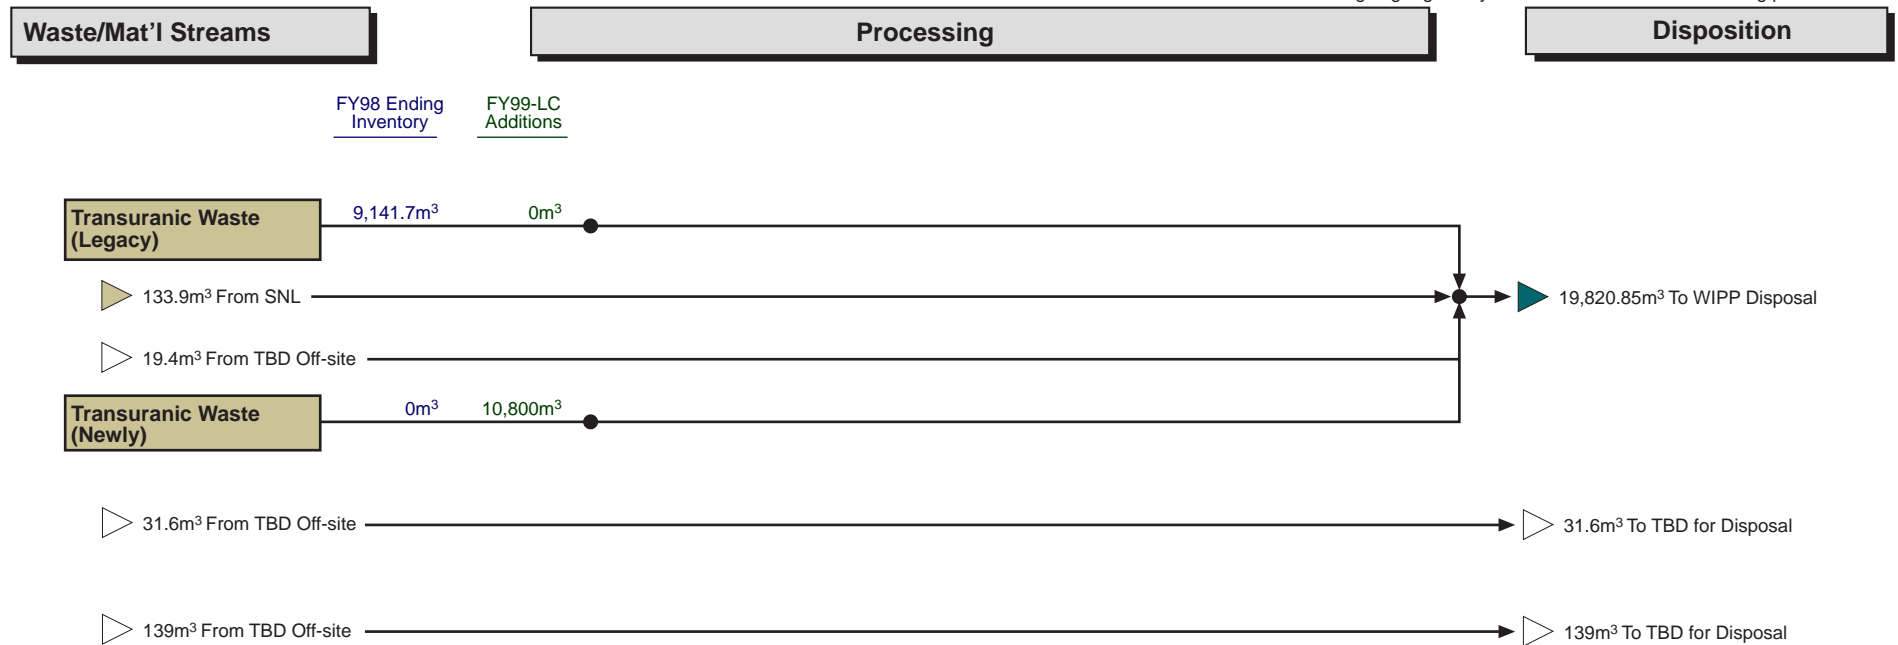 Waste/Mat’l Streams
Processing
Disposition
FY98 Ending
Inventory
FY99-LC
Additions
Transuranic Waste
(Legacy)
9,141.7m³
0m³
133.9m³ From SNL
19,820.85m³ To WIPP Disposal
19.4m³ From TBD Off-site
Transuranic Waste
(Newly)
0m³
10,800m³
31.6m³ From TBD Off-site
31.6m³ To TBD for Disposal
139m³ From TBD Off-site
139m³ To TBD for Disposal